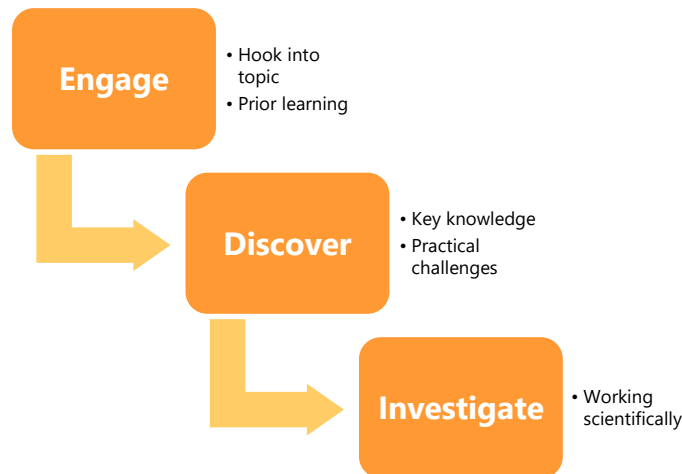 Engage
• Hook into
topic
• Prior learning
Discover
• Key knowledge
• Practical
challenges
Investigate
• Working
scientifically